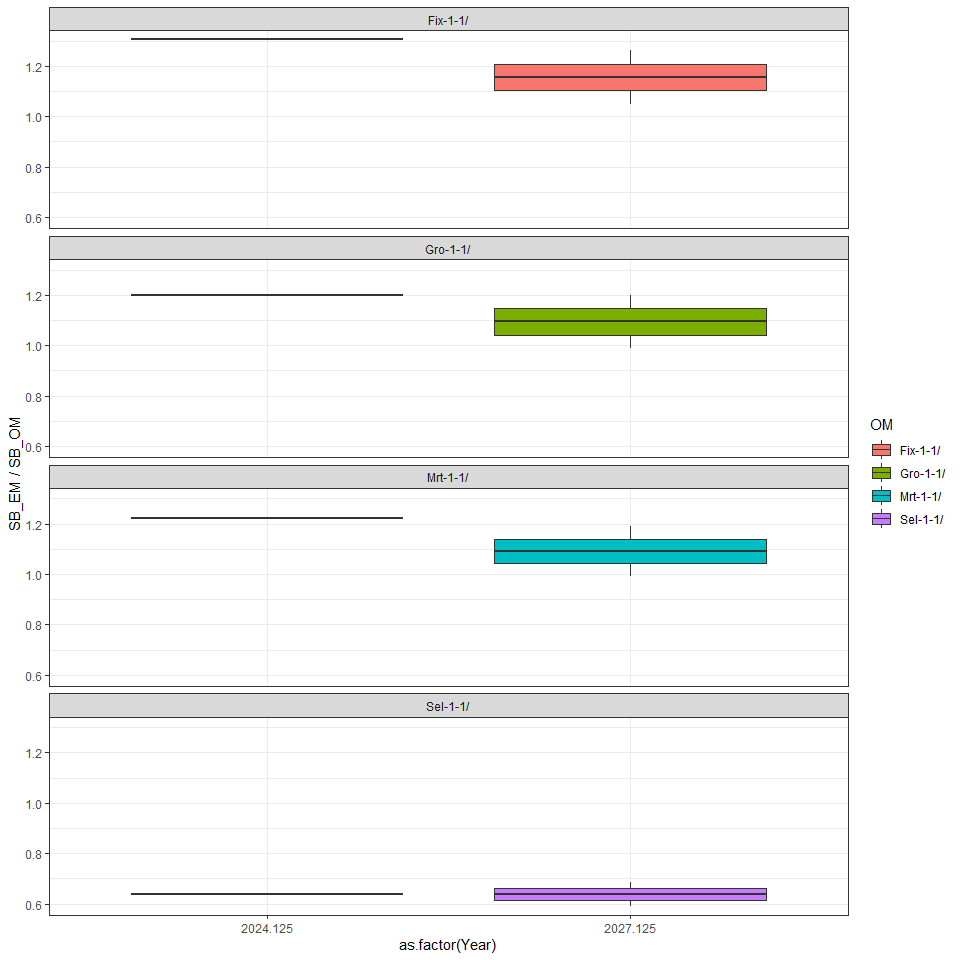 Fix-1-1/
1.2
1.0
0.8
0.6
Gro-1-1/
1.2
1.0
0.8
0.6
Mrt-1-1/
1.2
1.0
0.8
0.6
Sel-1-1/
1.2
1.0
0.8
0.6
2024.125 2027.125
as.factor(Year)
SB_EM / SB_OM
OM
Fix-1-1/
Gro-1-1/
Mrt-1-1/
Sel-1-1/